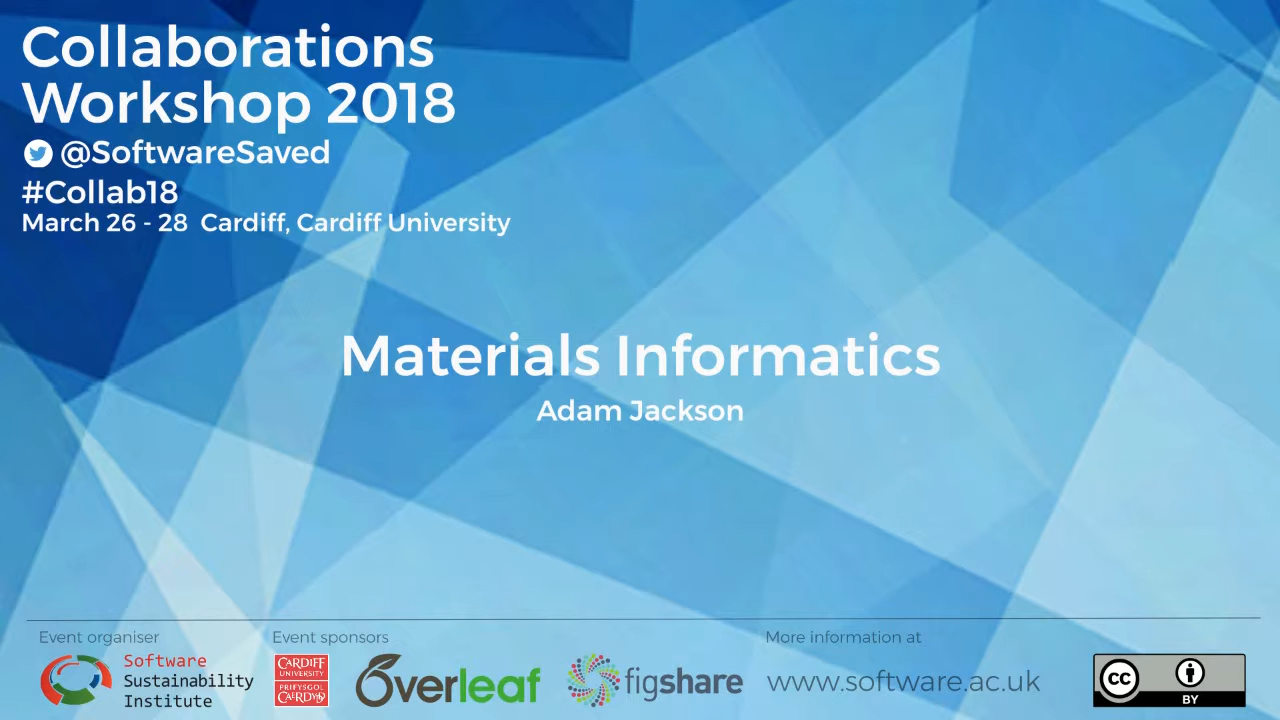 Collaborations
Workshop 2018
@SoftwareSaved
#Collab18
March 26 - 28 Cardiff, Cardiff University
Materials Informatics
Adam Jackson
Event organiser
Event sponsors
More information at
Software
Sustainability
Institute
CARDIFF
UNIVERSITY
PRIFYSGOL
CAERDYDD
Overleaf
figshare
www.software.ac.uk
cc
BY